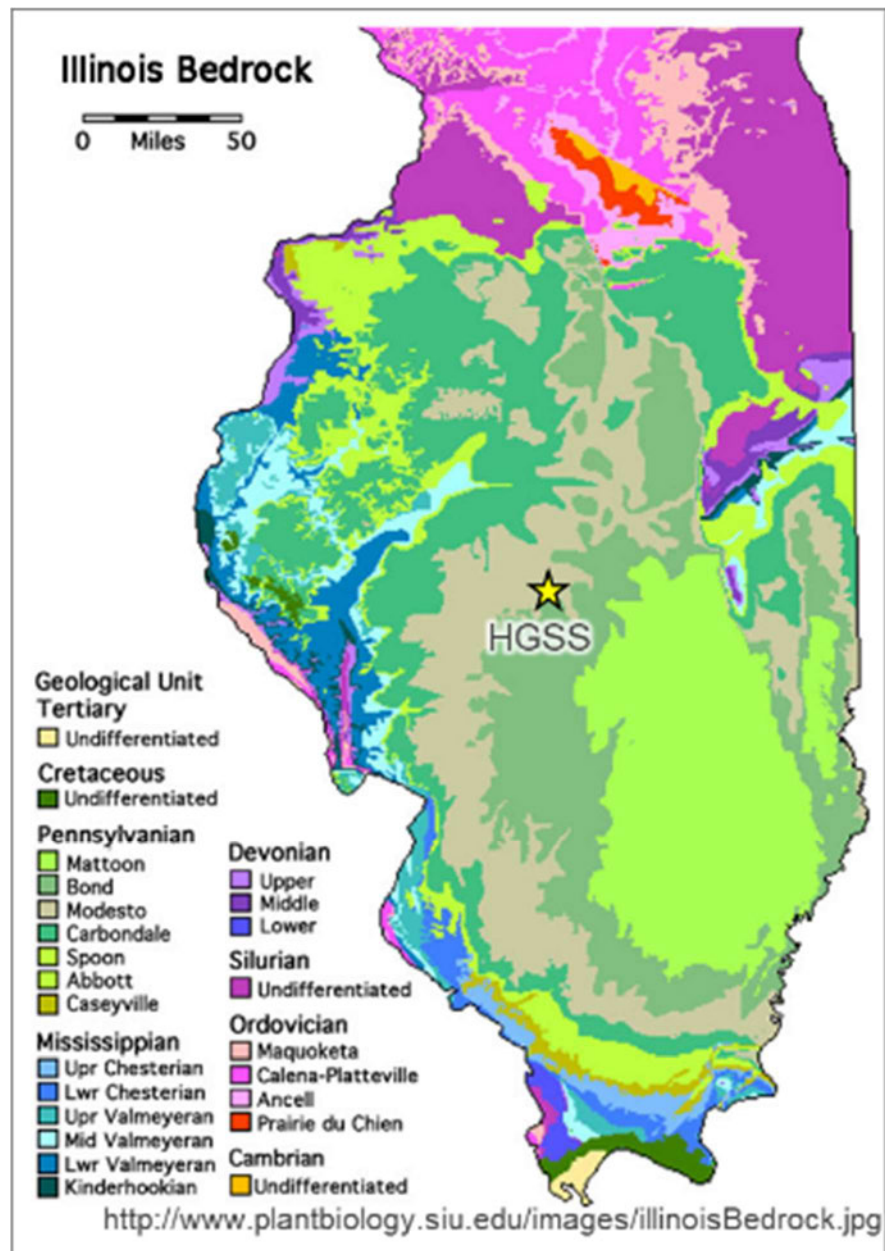 Illinois Bedrock
0 Miles 50
HGSS
Geological Unit
Tertiary
Undifferentiated
Cretaceous
Undifferentiated
Pennsylvanian
Mattoon
Bond
Modesto
Carbondale
Spoon
Abbott
Caseyville
Mississippian
Upr Chesterian
Lwr Chesterian
Upr Valmeyeran
Mid Valmeyeran
Lwr Valmeyeran
Kinderhookian
Devonian
Upper
Middle
Lower
Silurian
Undifferentiated
Ordovician
Maquoketa
Calena-Platteville
Ancell
Prairie du Chien
Cambrian
Undifferentiated
http://www.plantbiology.siu.edu/images/illinoisBedrock.jpg